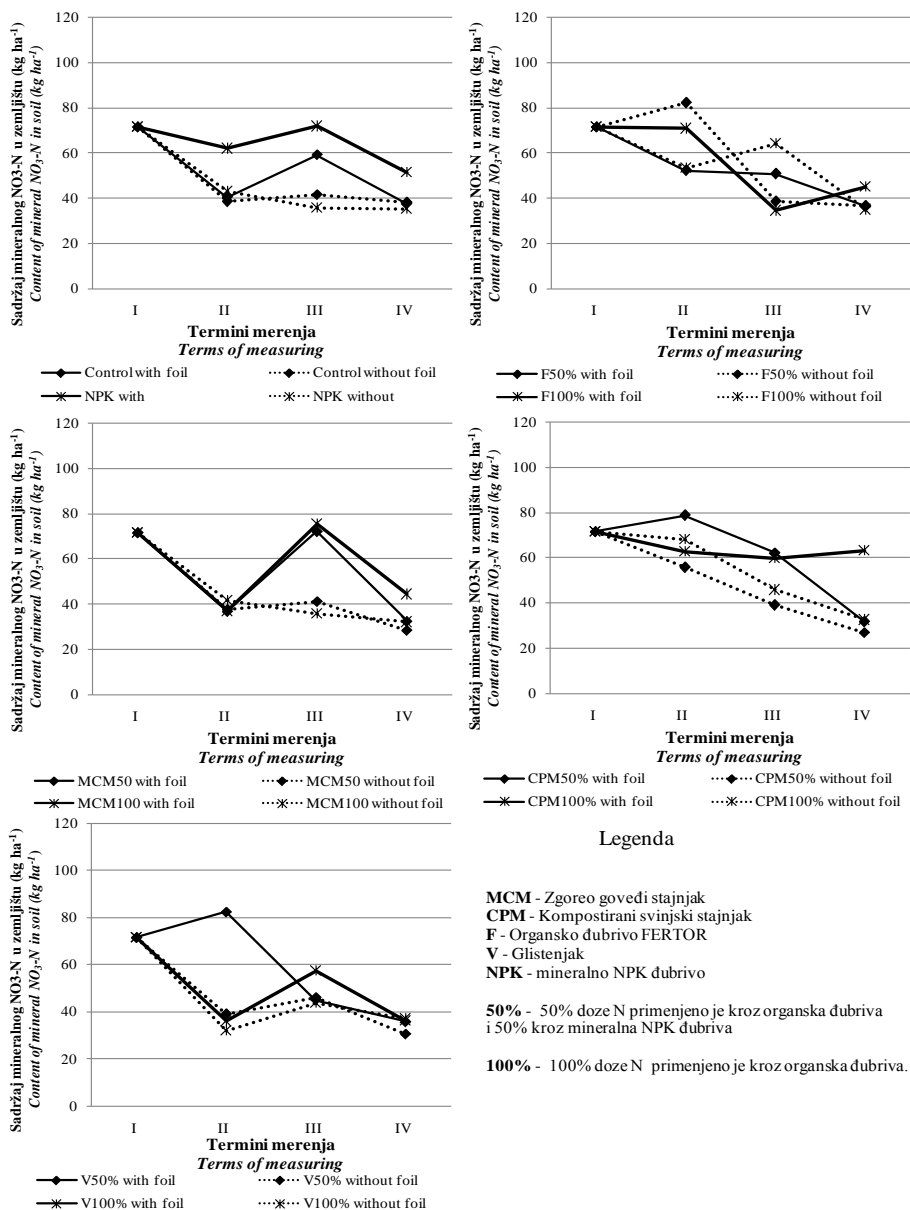 Sadržaj mineralnog NO3-N u zemljištu (kg ha-1)
Content of mineral NO3-N in soil (kg ha-1)
120
100
80
60
40
20
0
I II III IV
Termini merenja
Terms of measuring
Control with foil Control without foil
NPK with NPK without
Sadržaj mineralnog NO3-N u zemljištu (kg ha-1)
Content of mineral NO3-N in soil (kg ha-1)
120
100
80
60
40
20
0
I II III IV
Termini merenja
Terms of measuring
F50% with foil F50% without foil
F100% with foil F100% without foil
Sadržaj mineralnog NO3-N u zemljištu (kg ha-1)
Content of mineral NO3-N in soil (kg ha-1)
120
100
80
60
40
20
0
I II III IV
Termini merenja
Terms of measuring
MCM50 with foil MCM50 without foil
MCM100 with foil MCM100 without foil
Sadržaj mineralnog NO3-N u zemljištu (kg ha-1)
Content of mineral NO3-N in soil (kg ha-1)
120
100
80
60
40
20
0
I II III IV
Termini merenja
Terms of measuring
CPM50% with foil CPM50% without foil
CPM100% with foil CPM100% without foil
Sadržaj mineralnog NO3-N u zemljištu (kg ha-1)
Content of mineral NO3-N in soil (kg ha-1)
120
100
80
60
40
20
0
I II III IV
Termini merenja
Terms of measuring
V50% with foil V50% without foil
V100% with foil V100% without foil
Legenda
MCM - Zgoreo goveđi stajnjak
CPM - Kompostirani svinjski stajnjak
F - Organsko đubrivo FERTOR
V - Glistenjak
NPK - mineralno NPK đubrivo
50% - 50% doze N primenjeno je kroz organska đubriva
i 50% kroz mineralna NPK đubriva
100% - 100% doze N primenjeno je kroz organska đubriva.